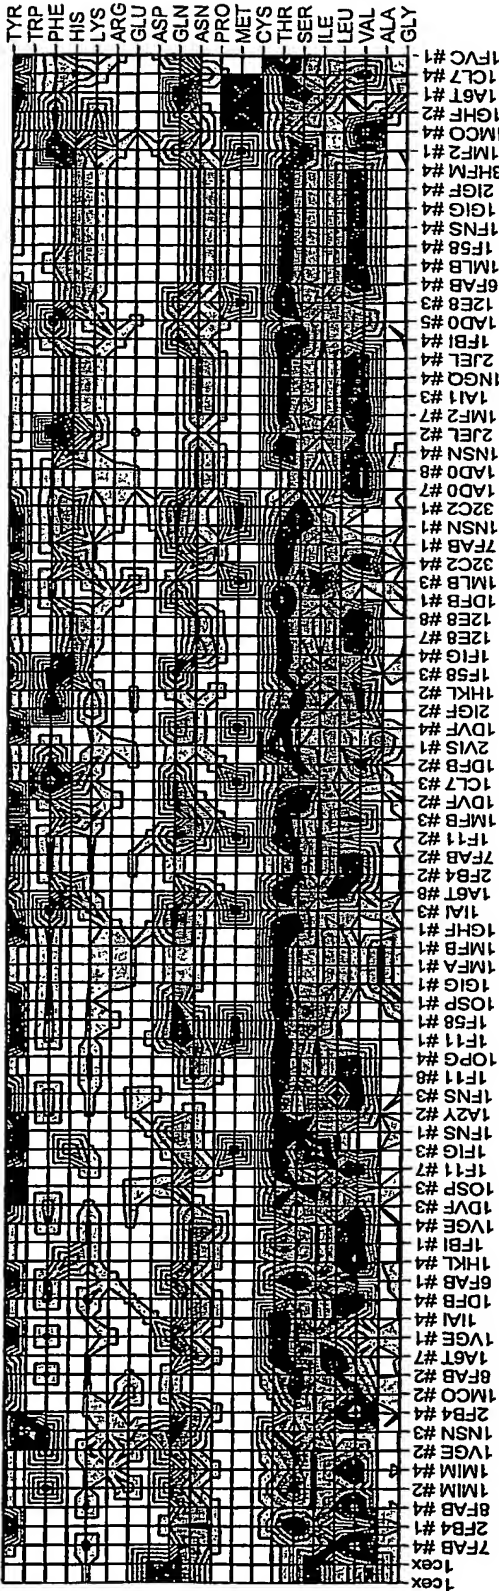 TYR
TRP
PHE
HIS
LYS
ARG
GLU
ASP
GLN
ASN
PRO
MET
CYS
THR
SER
ILE
LEU
VAL
ALA
GLY
1FVC #1
1CL7 #4
1A6T #1
1GHF #2
1MCO #4
1MF2 #1
3HFM #4
2IGF #4
1GIG #4
1FNS #4
1F58 #4
1MLB #4
6FAB #4
12E8 #3
1AD0 #5
1FBI #4
2JEL #4
1NGQ #4
1AI1 #3
1MF2 #7
2JEL #2
1NSN #4
1AD0 #8
1AD0 #7
32C2 #1
1NSN #1
7FAB #1
32C2 #4
1MLB #3
1DFB #1
12E8 #8
12E8 #7
1FIG #4
1F58 #3
1HKL #2
2IGF #2
1DVF #4
2VIS #1
1DFB #2
1CL7 #3
1DVF #2
1MFB #3
1F11 #2
7FAB #2
2FB4 #2
1A6T #8
1IAI #3
1GHF #1
1MFB #1
1MFA #1
1GIG #1
1OSP #1
1F58 #1
1F11 #1
1OPG #4
1F11 #8
1FNS #3
1A2Y #2
1FNS #1
1FIG #3
1F11 #7
1OSP #3
1DVF #3
1VGE #4
1FBI #1
1HKL #4
6FAB #1
1DFB #4
1IAI #4
1VGE #1
1A6T #7
8FAB #2
1MCO #2
2FB4 #4
1NSN #3
1VGE #2
1MIM #4
1MIM #2
8FAB #4
2FB4 #1
7FAB #4
1cex
1cex